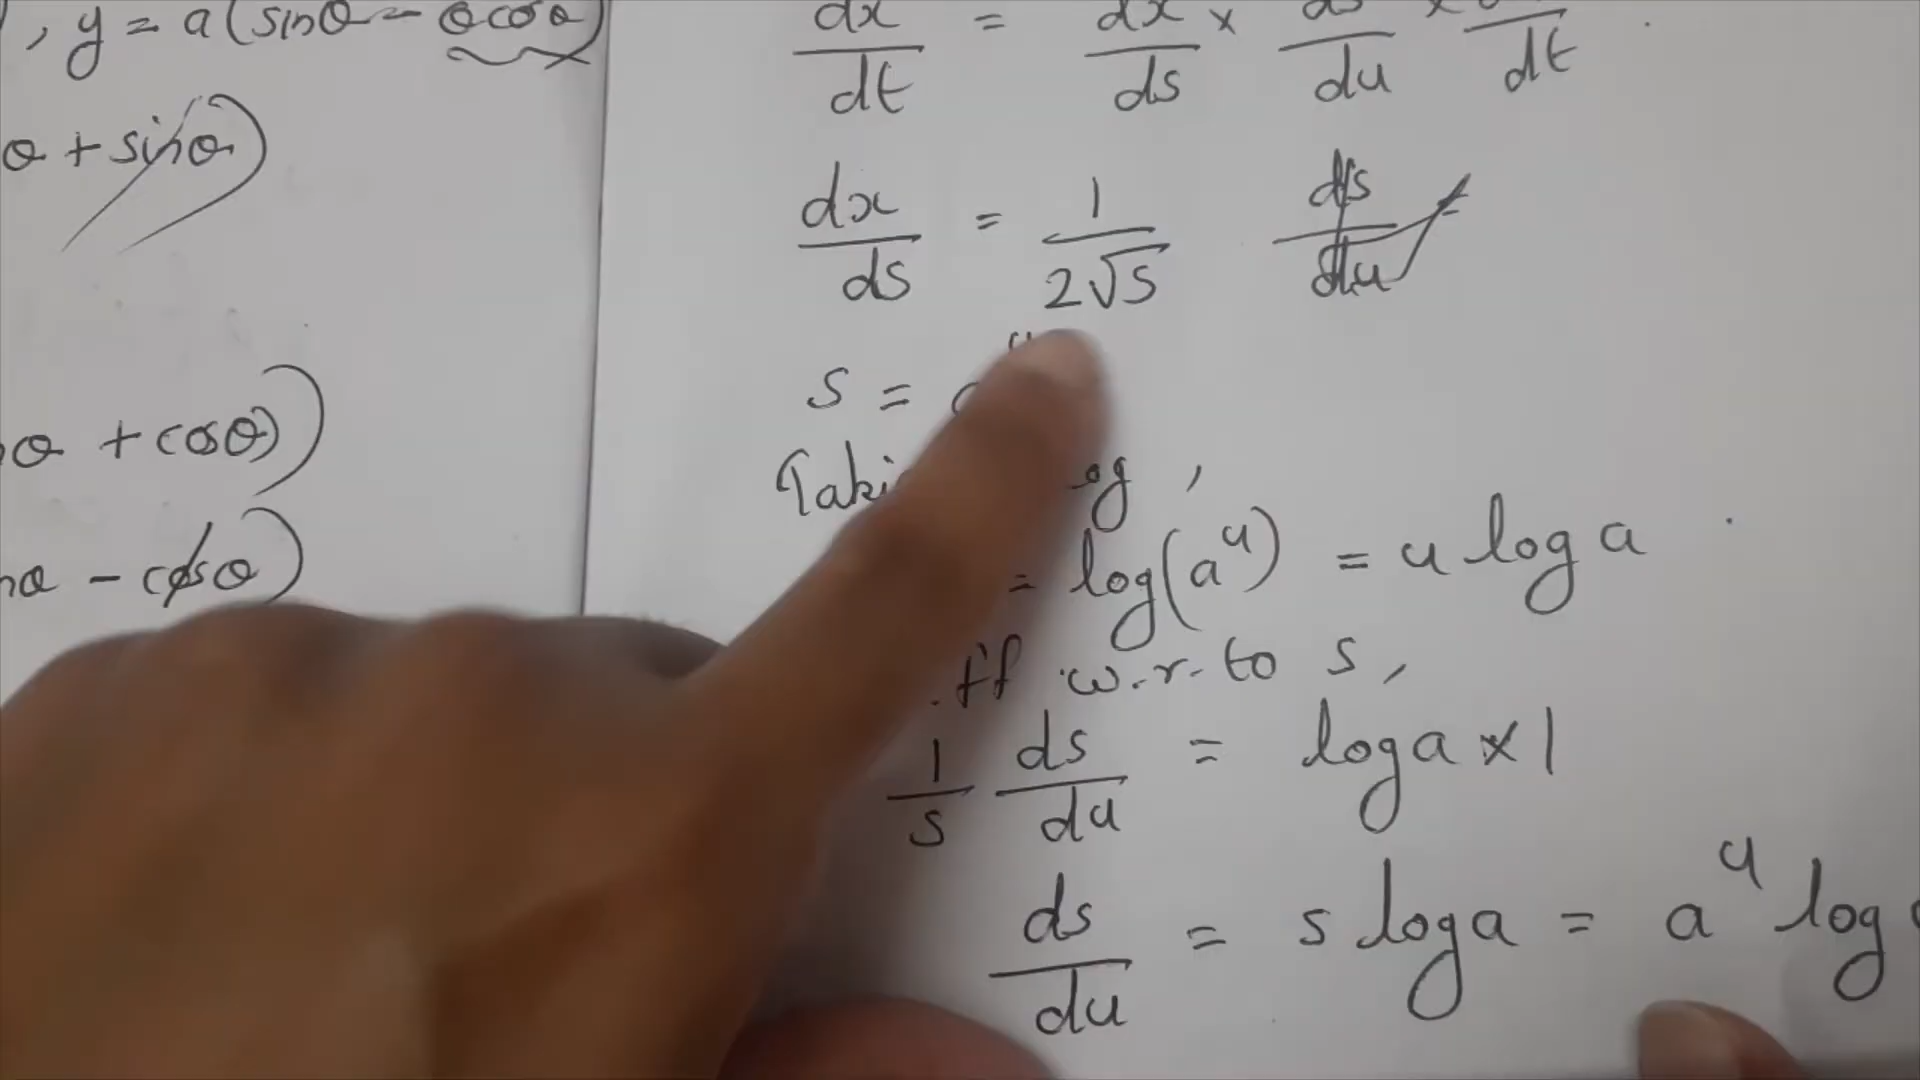 , y = a(sinθ - θcosθ)
θ + sinθ)
θ + cosθ)
θ - cosθ)
dx/dt = dx/ds × ds/du × /dt
dx/ds = 1/2√s ds/du
s =
log,
= log(a^u) = u log a
w.r.to s,
1/s ds/du = log a × 1
ds/du = s log a = a^u log